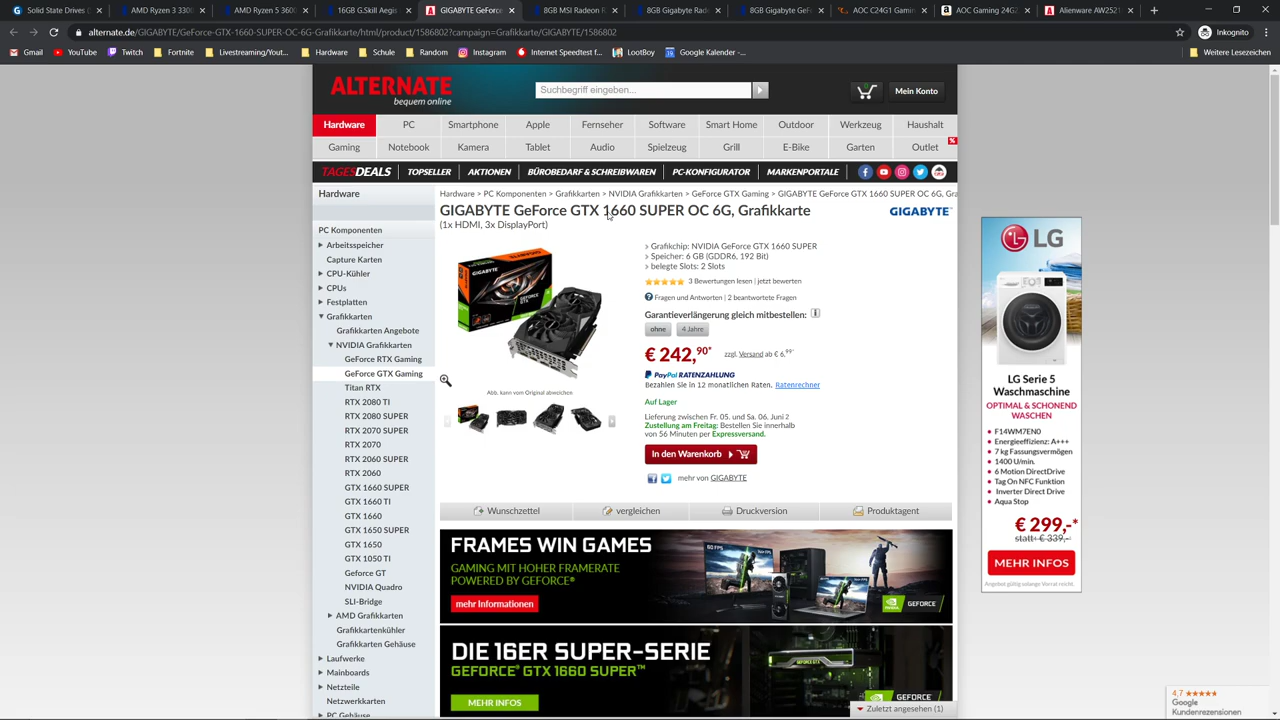 Solid State Drives (
AMD Ryzen 3 330
AMD Ryzen 5 3600
16GB G.Skill Aegis
GIGABYTE GeForce
8GB MSI Radeon R
8GB Gigabyte Rade
8GB Gigabyte GeF
AOC C24G1 Gamin
AOC Gaming 24G2
Alienware AW2521
alternate.de/GIGABYTE/GeForce-GTX-1660-SUPER-OC-6G-Grafikkarte/html/product/1586802?campaign=Grafikkarte/GIGABYTE/1586802
Inkognito
Gmail
YouTube
Twitch
Fortnite
Livestreaming/Yout...
Hardware
Schule
Random
Instagram
Internet Speedtest f...
LootBoy
Google Kalender -...
Weitere Lesezeichen
ALTERNATE
bequem online
Suchbegriff eingeben...
Mein Konto
Hardware
PC
Smartphone
Apple
Fernseher
Software
Smart Home
Outdoor
Werkzeug
Haushalt
Gaming
Notebook
Kamera
Tablet
Audio
Spielzeug
Grill
E-Bike
Garten
Outlet
%
TAGESDEALS
TOPSELLER
AKTIONEN
BÜROBEDARF & SCHREIBWAREN
PC-KONFIGURATOR
MARKENPORTALE
Hardware
PC Komponenten
Arbeitsspeicher
Capture Karten
CPU-Kühler
CPUs
Festplatten
Grafikkarten
Grafikkarten Angebote
NVIDIA Grafikkarten
GeForce RTX Gaming
GeForce GTX Gaming
Titan RTX
RTX 2080 TI
RTX 2080 SUPER
RTX 2070 SUPER
RTX 2070
RTX 2060 SUPER
RTX 2060
GTX 1660 SUPER
GTX 1660 TI
GTX 1660
GTX 1650 SUPER
GTX 1650
GTX 1050 TI
Geforce GT
NVIDIA Quadro
SLI-Bridge
AMD Grafikkarten
Grafikkartenkühler
Grafikkarten Gehäuse
Laufwerke
Mainboards
Netzteile
Netzwerkkarten
PC Gehäuse
Hardware > PC Komponenten > Grafikkarten > NVIDIA Grafikkarten > GeForce GTX Gaming > GIGABYTE GeForce GTX 1660 SUPER OC 6G, Gra
GIGABYTE GeForce GTX 1660 SUPER OC 6G, Grafikkarte
(1x HDMI, 3x DisplayPort)
GIGABYTE
GIGABYTE
Abb. kann vom Original abweichen
> Grafikchip: NVIDIA GeForce GTX 1660 SUPER
> Speicher: 6 GB (GDDR6, 192 Bit)
> belegte Slots: 2 Slots
3 Bewertungen lesen | jetzt bewerten
Fragen und Antworten | 2 beantwortete Fragen
Garantieverlängerung gleich mitbestellen:
ohne
4 Jahre
€ 242,90*
zzgl. Versand ab € 6,99*
PayPal RATENZAHLUNG
Bezahlen Sie in 12 monatlichen Raten. Ratenrechner
Auf Lager
Lieferung zwischen Fr. 05. und Sa. 06. Juni 2
Zustellung am Freitag: Bestellen Sie innerhalb
von 56 Minuten per Expressversand.
In den Warenkorb
mehr von GIGABYTE
Wunschzettel
vergleichen
Druckversion
Produktagent
FRAMES WIN GAMES
GAMING MIT HOHER FRAMERATE
POWERED BY GEFORCE®
mehr Informationen
60 FPS
NVIDIA
GEFORCE
DIE 16ER SUPER-SERIE
GEFORCE® GTX 1660 SUPER™
MEHR INFOS
GEFORCE
Zuletzt angesehen (1)
LG
LG Serie 5
Waschmaschine
OPTIMAL & SCHONEND
WASCHEN
F14WM7EN0
Energieeffizienz: A+++
7 kg Fassungsvermögen
1400 U/min.
6 Motion DirectDrive
Tag On NFC Funktion
Inverter Direct Drive
Aqua Stop
€ 299,-*
statt: € 339,-
MEHR INFOS
Angebot gültig solange Vorrat reicht.
4,7
Google
Kundenrezensionen